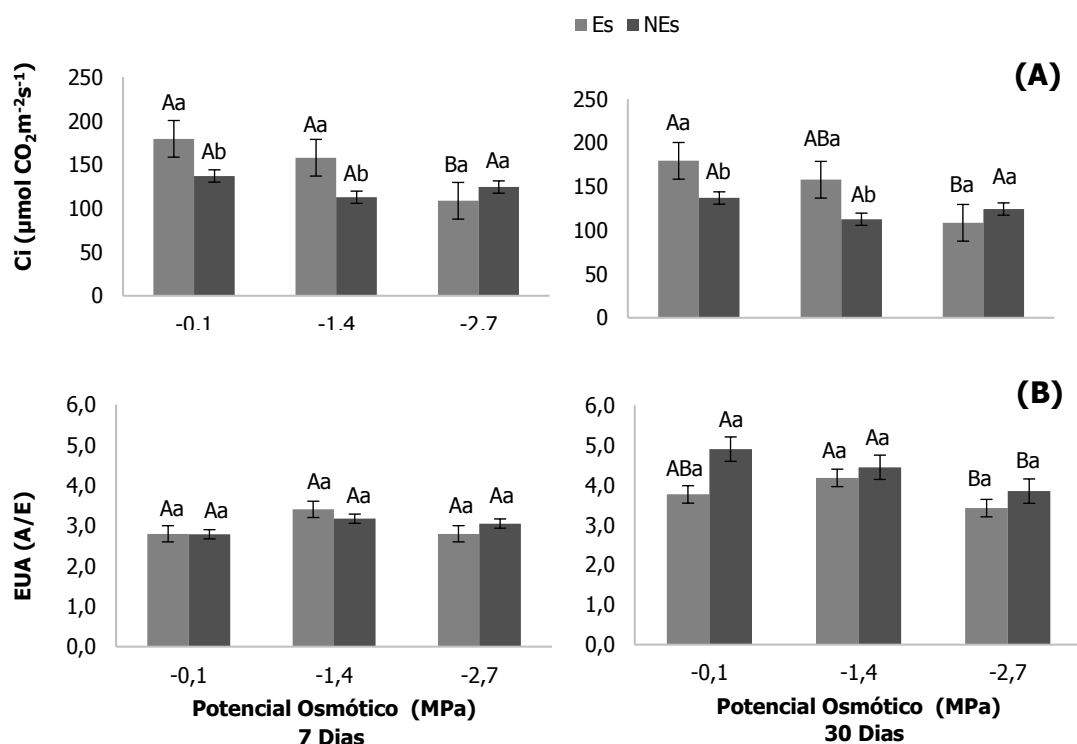 Es NEs
(A)
Ci (µmol CO₂m⁻²s⁻¹)
250
200
150
100
50
0
Aa Ab Aa Ab Ba Aa
-0,1 -1,4 -2,7
250
200
150
100
50
0
Aa Ab ABa Ab Ba Aa
(B)
EUA (A/E)
6,0
5,0
4,0
3,0
2,0
1,0
0,0
Aa Aa Aa Aa Aa Aa
-0,1 -1,4 -2,7
Potencial Osmótico (MPa)
7 Dias
6,0
5,0
4,0
3,0
2,0
1,0
0,0
ABa Aa Aa Aa Ba Ba
-0,1 -1,4 -2,7
Potencial Osmótico (MPa)
30 Dias